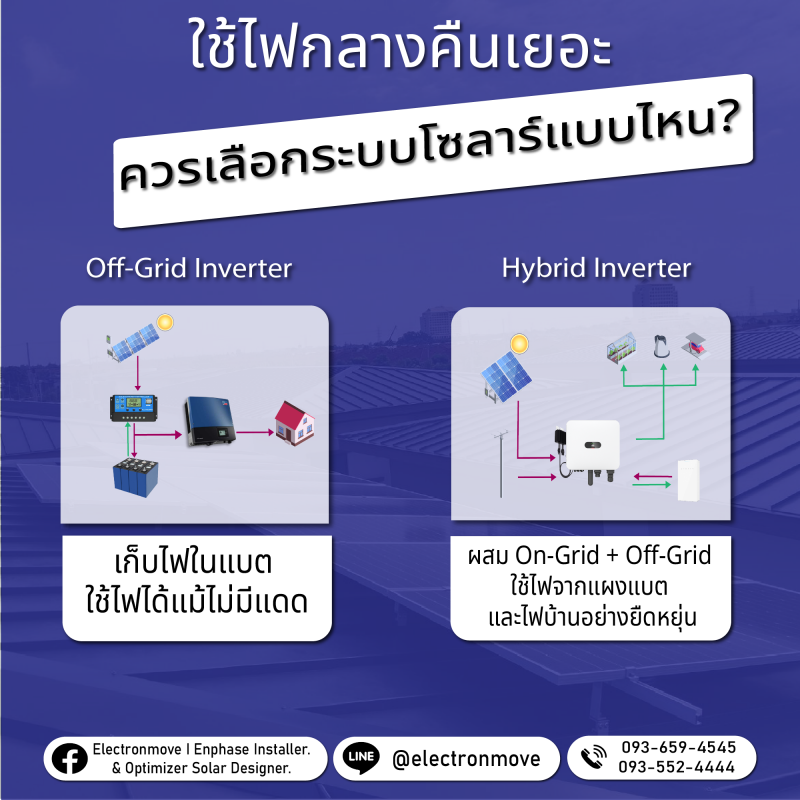 ใช้ไฟกลางคืนเยอะ
ควรเลือกระบบโซลาร์แบบไหน?
Off-Grid Inverter
Hybrid Inverter
เก็บไฟในแบต
ใช้ไฟได้แม้ไม่มีแดด
ผสม On-Grid + Off-Grid
ใช้ไฟจากแผงแบต
และไฟบ้านอย่างยืดหยุ่น
Electronmove I Enphase Installer.
& Optimizer Solar Designer.
LINE
@electronmove
093-659-4545
093-552-4444